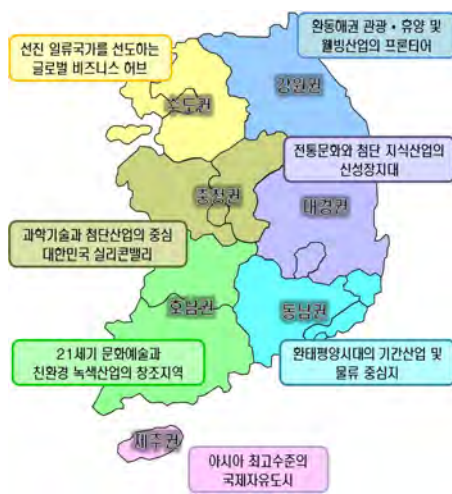 환동해권 관광·휴양 및
웰빙산업의 프론티어
선진 일류국가를 선도하는
글로벌 비즈니스 허브
강원권
수도권
전통문화와 첨단 지식산업의
신성장지대
충청권
대경권
과학기술과 첨단산업의 중심
대한민국 실리콘밸리
호남권
동남권
21세기 문화예술과
친환경 녹색산업의 창조지역
환태평양시대의 기간산업 및
물류 중심지
제주권
아시아 최고수준의
국제자유도시